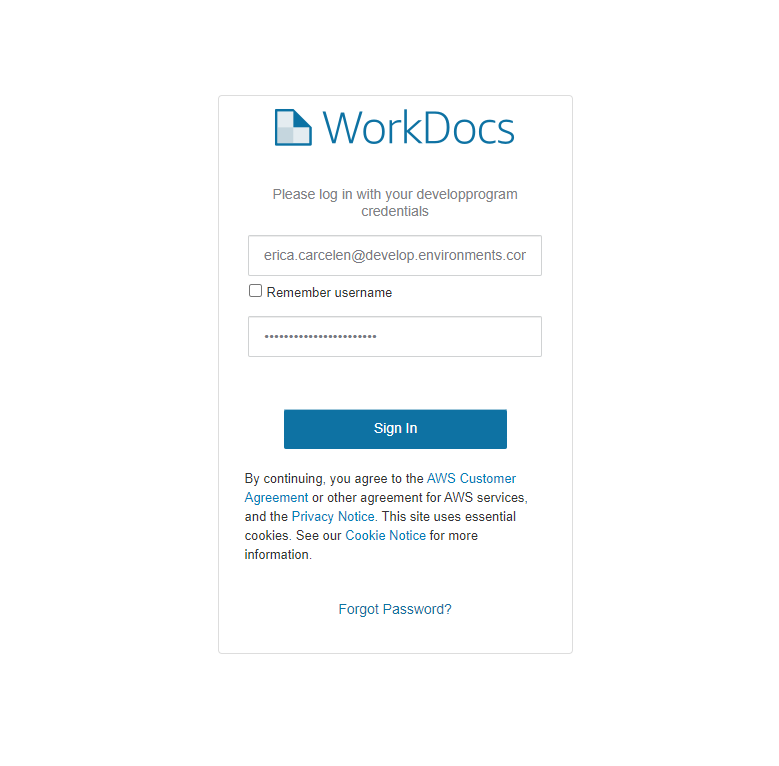 WorkDocs
Please log in with your developprogram
credentials
erica.carcelen@develop.environments.cor
Remember username
•••••••••••••••••••••••
Sign In
By continuing, you agree to the AWS Customer
Agreement or other agreement for AWS services,
and the Privacy Notice. This site uses essential
cookies. See our Cookie Notice for more
information.
Forgot Password?